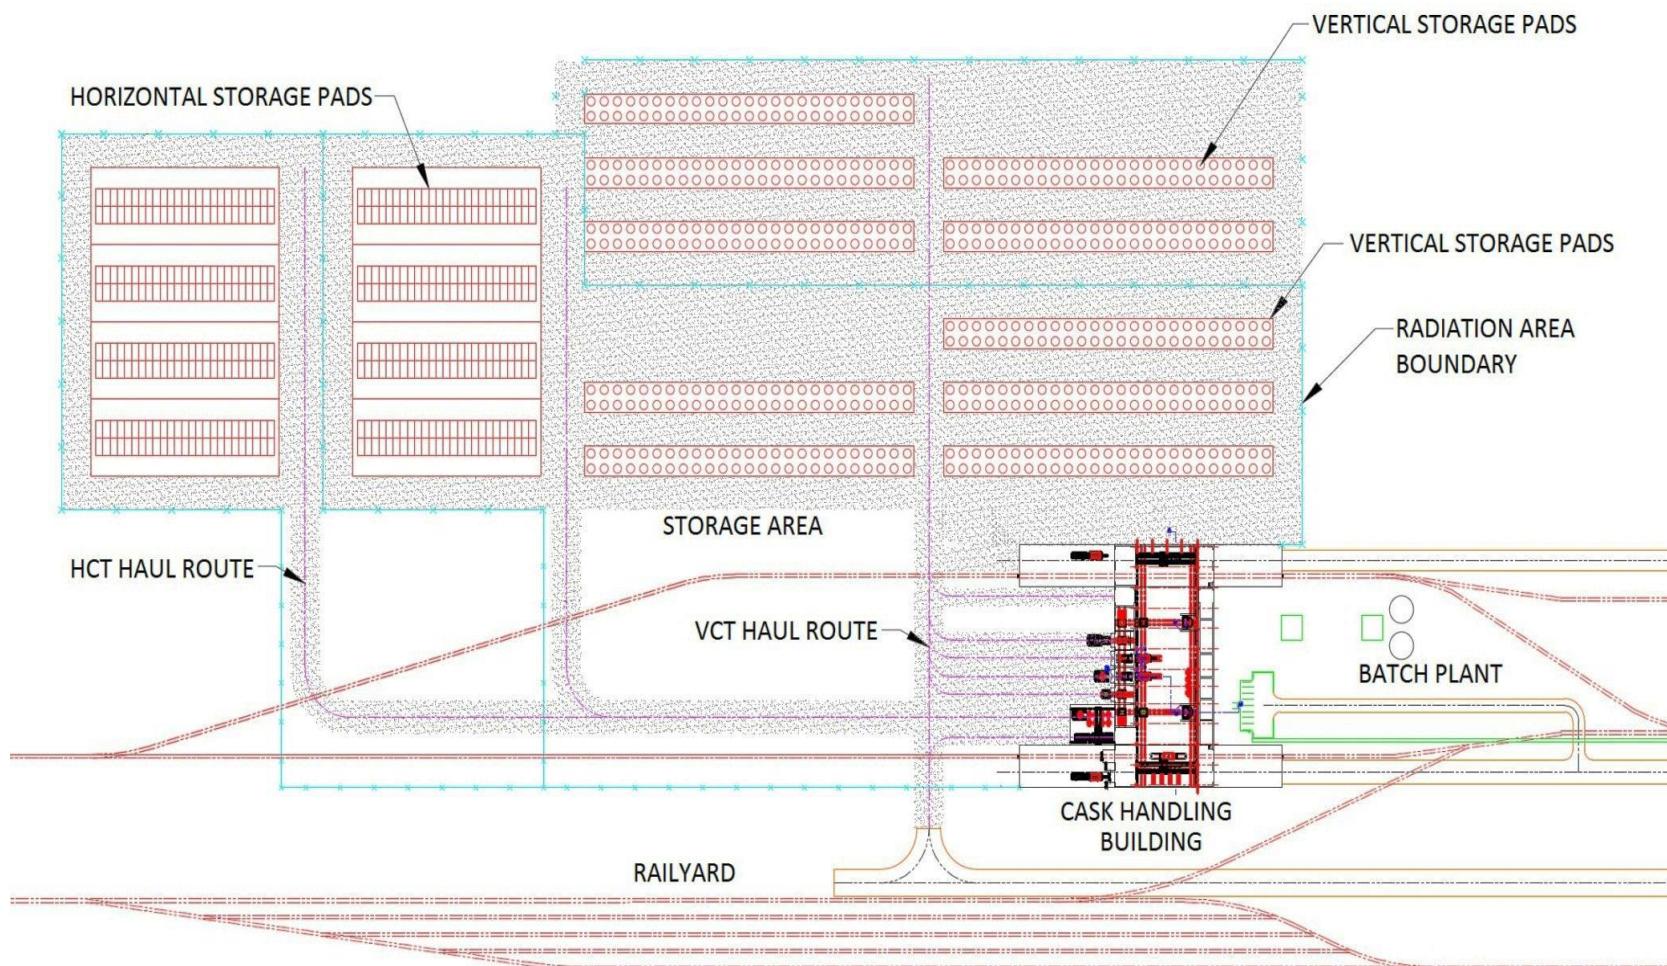 VERTICAL STORAGE PADS
HORIZONTAL STORAGE PADS
VERTICAL STORAGE PADS
RADIATION AREA
BOUNDARY
STORAGE AREA
HCT HAUL ROUTE
VCT HAUL ROUTE
BATCH PLANT
CASK HANDLING
BUILDING
RAILYARD